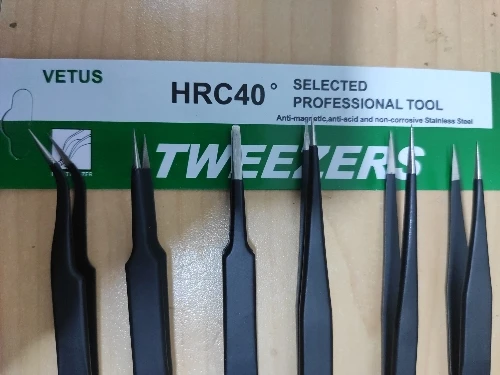 VETUS
HRC40°
SELECTED
PROFESSIONAL TOOL
Anti-magnetic,anti-acid and non-corrosive Stainless Steel
TWEEZERS